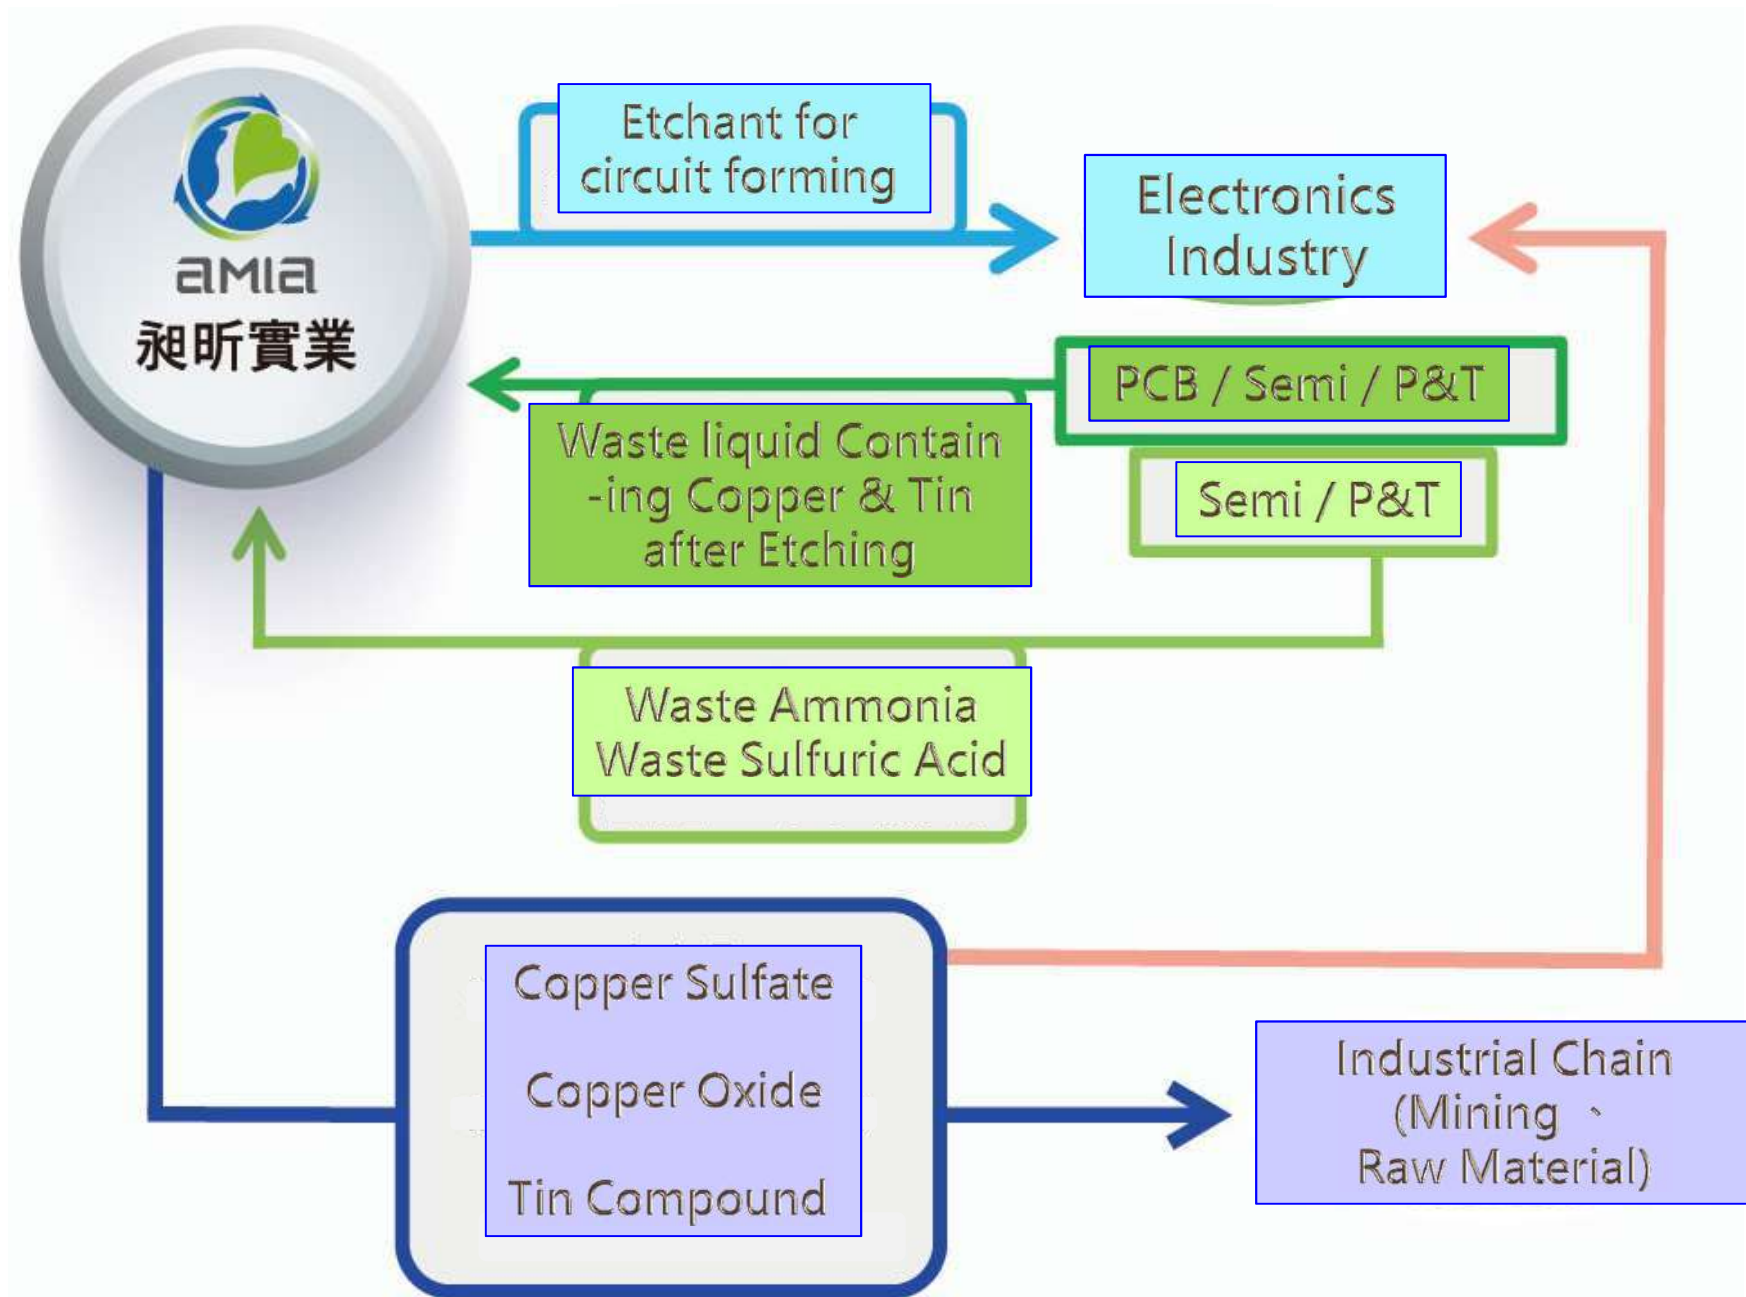 amia
昶昕實業
Etchant for
circuit forming
Electronics
Industry
PCB / Semi / P&T
Waste liquid Contain
-ing Copper & Tin
after Etching
Semi / P&T
Waste Ammonia
Waste Sulfuric Acid
Copper Sulfate
Copper Oxide
Tin Compound
Industrial Chain
(Mining 、
Raw Material)